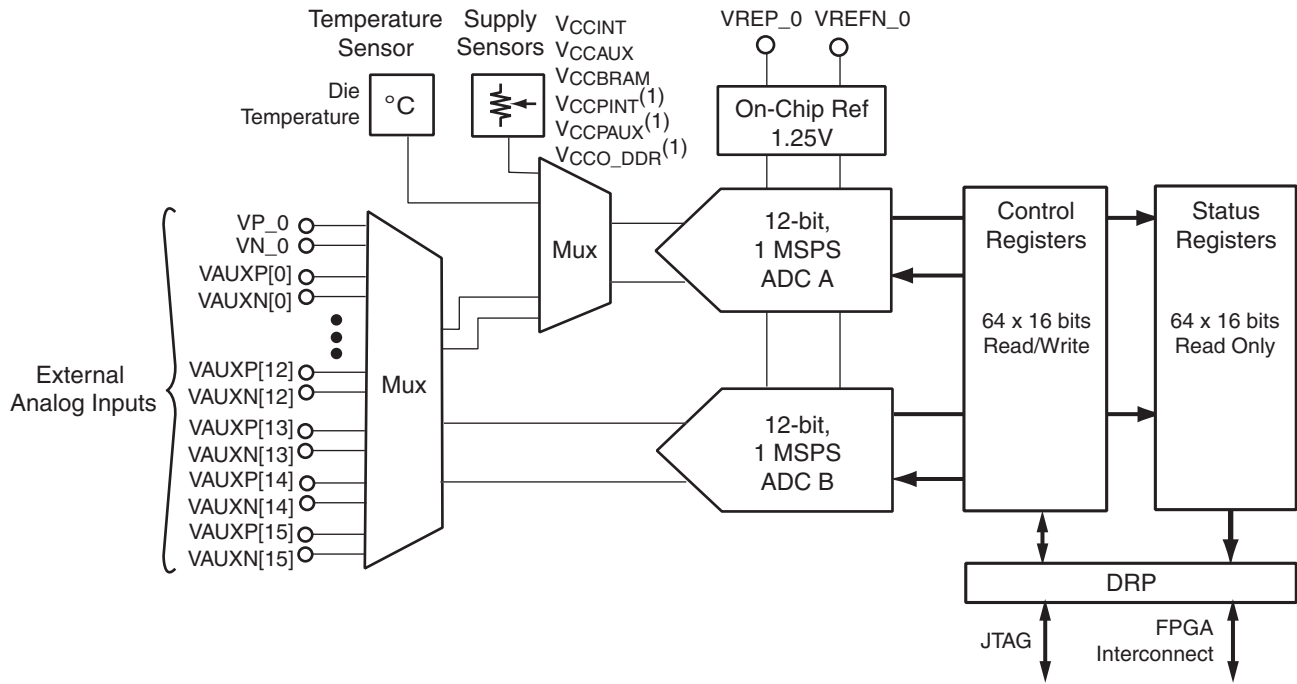 Temperature
Sensor
Supply
Sensors
VCCINT
VCCAUX
VCCBRAM
VCCPINT(1)
VCCPAUX(1)
VCCO_DDR(1)
VREP_0 VREFN_0
Die
Temperature
°C
On-Chip Ref
1.25V
External
Analog Inputs
VP_0
VN_0
VAUXP[0]
VAUXN[0]
VAUXP[12]
VAUXN[12]
VAUXP[13]
VAUXN[13]
VAUXP[14]
VAUXN[14]
VAUXP[15]
VAUXN[15]
Mux
Mux
12-bit,
1 MSPS
ADC A
12-bit,
1 MSPS
ADC B
Control
Registers
64 x 16 bits
Read/Write
Status
Registers
64 x 16 bits
Read Only
DRP
JTAG
FPGA
Interconnect